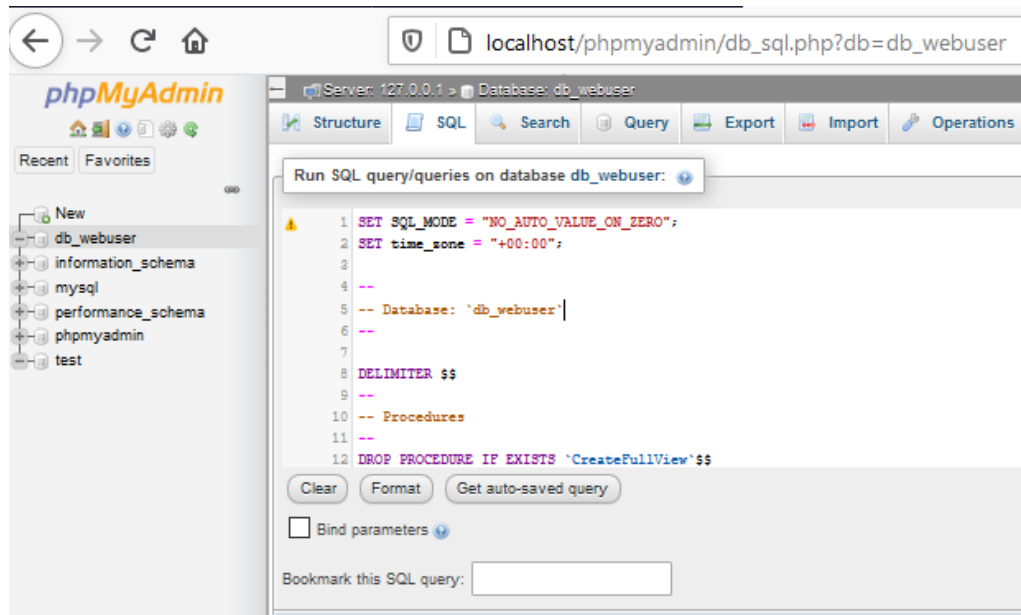 localhost/phpmyadmin/db_sql.php?db=db_webuser
phpMyAdmin
Recent Favorites
New
db_webuser
information_schema
mysql
performance_schema
phpmyadmin
test
Server: 127.0.0.1 » Database: db_webuser
Structure SQL Search Query Export Import Operations
Run SQL query/queries on database db_webuser:
1 SET SQL_MODE = "NO_AUTO_VALUE_ON_ZERO";
2 SET time_zone = "+00:00";
3
4 --
5 -- Database: `db_webuser`
6 --
7
8 DELIMITER $$
9 --
10 -- Procedures
11 --
12 DROP PROCEDURE IF EXISTS `CreateFullView`$$
Clear Format Get auto-saved query
Bind parameters
Bookmark this SQL query: